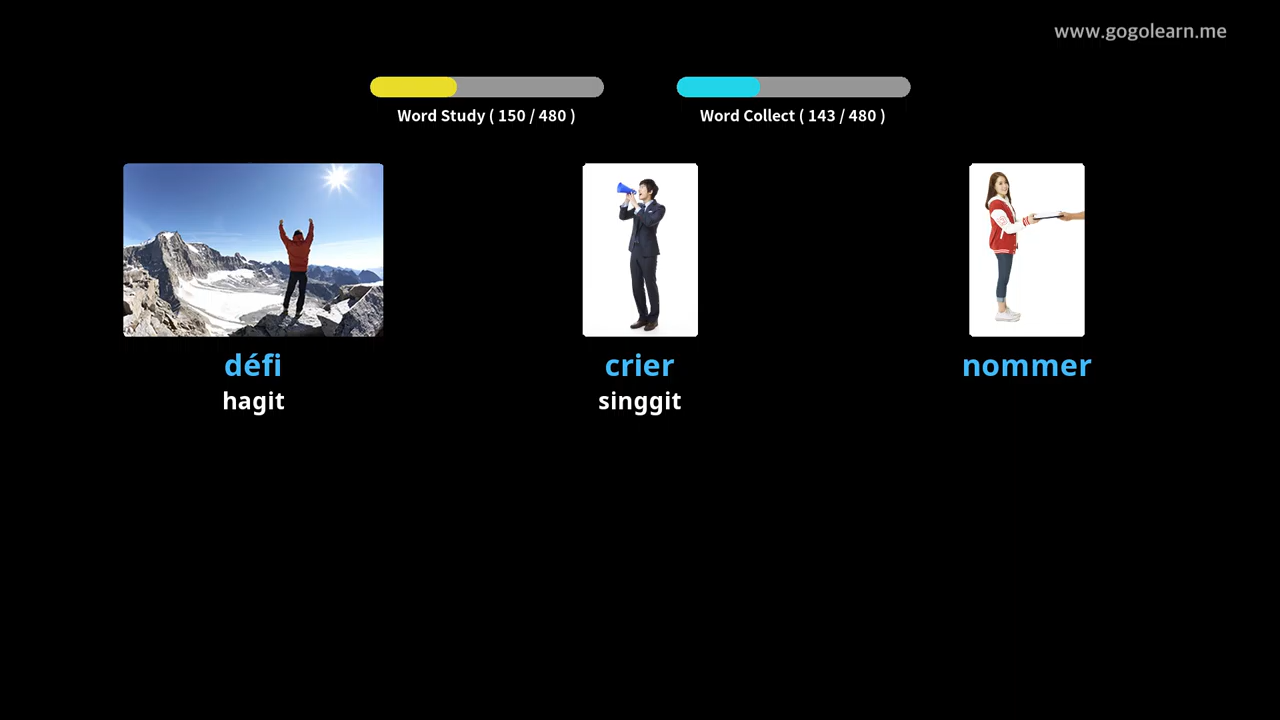 www.gogolearn.me
Word Study ( 150 / 480 )
Word Collect ( 143 / 480 )
défi
crier
nommer
hagit
singgit